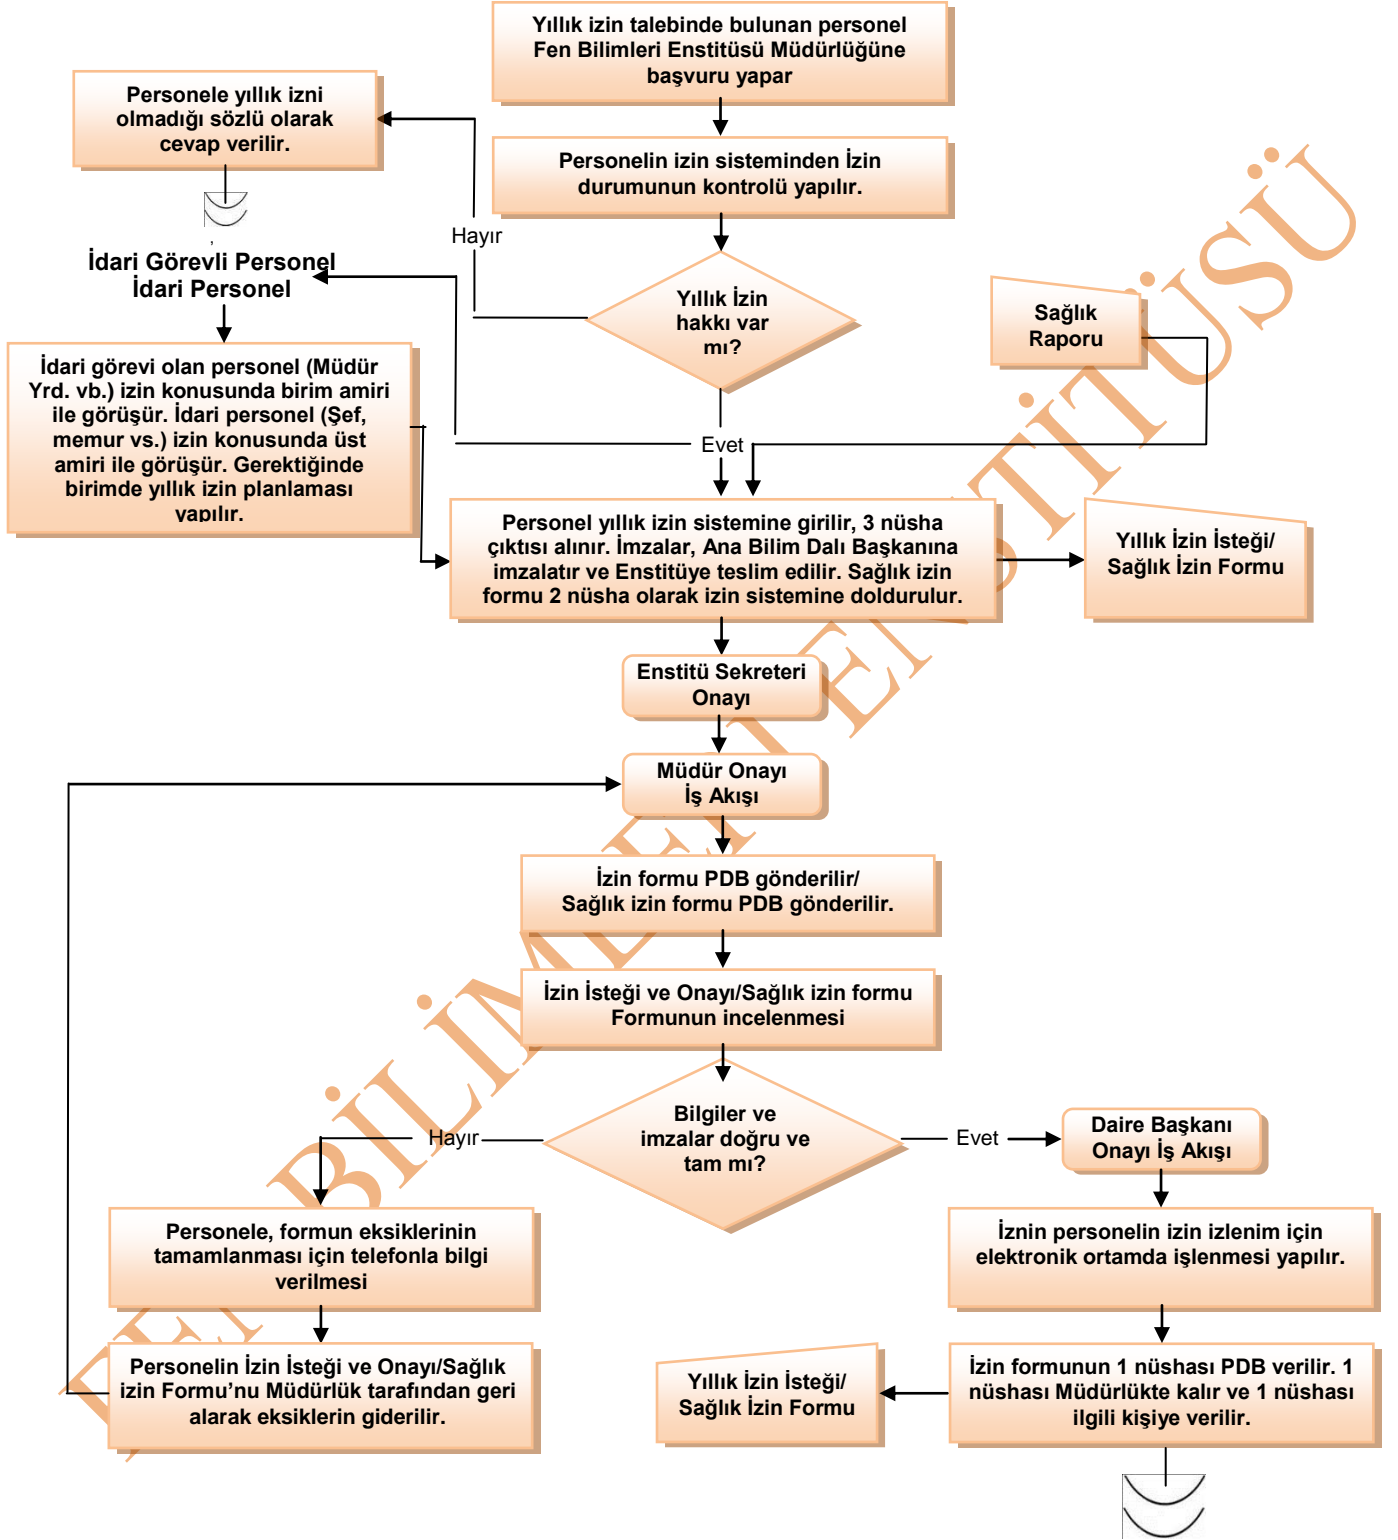 Yıllık izin talebinde bulunan personel
Fen Bilimleri Enstitüsü Müdürlüğüne
başvuru yapar
Personele yıllık izni
olmadığı sözlü olarak
cevap verilir.
Personelin izin sisteminden İzin
durumunun kontrolü yapılır.
Hayır
,
İdari Görevli Personel
İdari Personel
Yıllık İzin
hakkı var
mı?
Sağlık
Raporu
İdari görevi olan personel (Müdür
Yrd. vb.) izin konusunda birim amiri
ile görüşür. İdari personel (Şef,
memur vs.) izin konusunda üst
amiri ile görüşür. Gerektiğinde
birimde yıllık izin planlaması
yapılır.
Evet
Personel yıllık izin sistemine girilir, 3 nüsha
çıktısı alınır. İmzalar, Ana Bilim Dalı Başkanına
imzalatır ve Enstitüye teslim edilir. Sağlık izin
formu 2 nüsha olarak izin sistemine doldurulur.
Yıllık İzin İsteği/
Sağlık İzin Formu
Enstitü Sekreteri
Onayı
Müdür Onayı
İş Akışı
İzin formu PDB gönderilir/
Sağlık izin formu PDB gönderilir.
İzin İsteği ve Onayı/Sağlık izin formu
Formunun incelenmesi
Bilgiler ve
imzalar doğru ve
tam mı?
Hayır
Evet
Daire Başkanı
Onayı İş Akışı
Personele, formun eksiklerinin
tamamlanması için telefonla bilgi
verilmesi
İznin personelin izin izlenim için
elektronik ortamda işlenmesi yapılır.
Personelin İzin İsteği ve Onayı/Sağlık
izin Formu’nu Müdürlük tarafından geri
alarak eksiklerin giderilir.
Yıllık İzin İsteği/
Sağlık İzin Formu
İzin formunun 1 nüshası PDB verilir. 1
nüshası Müdürlükte kalır ve 1 nüshası
ilgili kişiye verilir.
FEN BİLİMLERİ ENSTİTÜSÜ